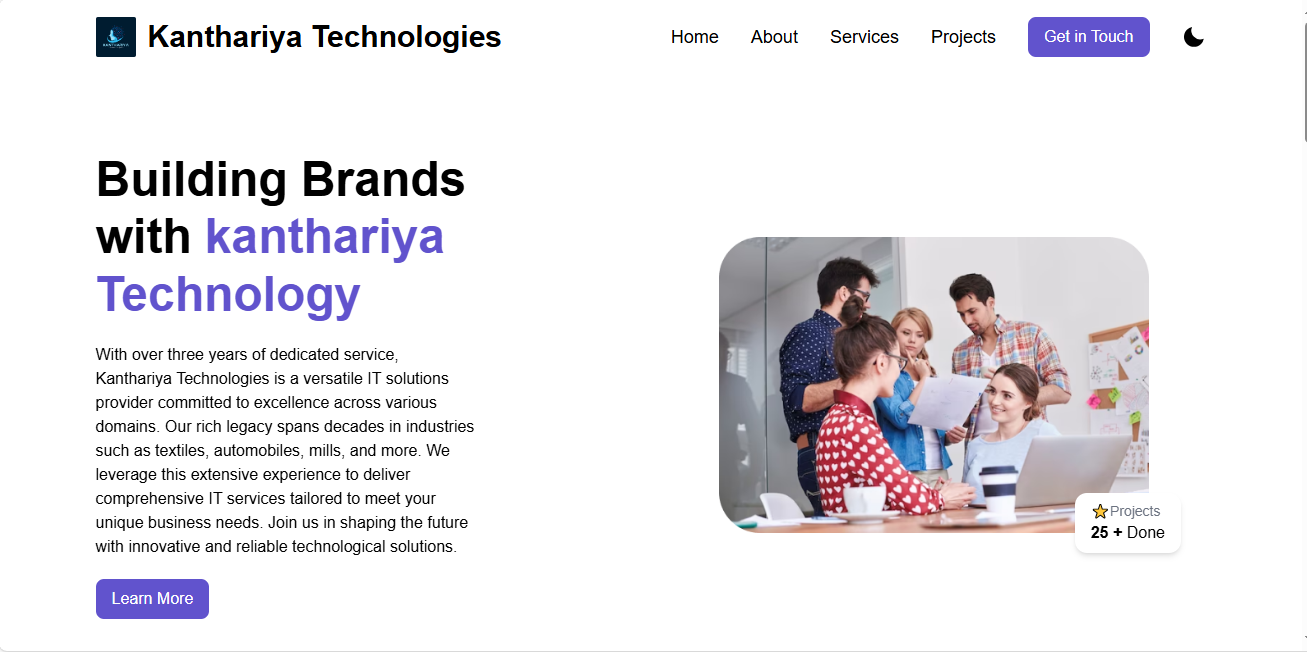 Kanthariya Technologies
Home
About
Services
Projects
Get in Touch
Building Brands
with kanthariya
Technology
With over three years of dedicated service,
Kanthariya Technologies is a versatile IT solutions
provider committed to excellence across various
domains. Our rich legacy spans decades in industries
such as textiles, automobiles, mills, and more. We
leverage this extensive experience to deliver
comprehensive IT services tailored to meet your
unique business needs. Join us in shaping the future
with innovative and reliable technological solutions.
Learn More
Projects
25 + Done